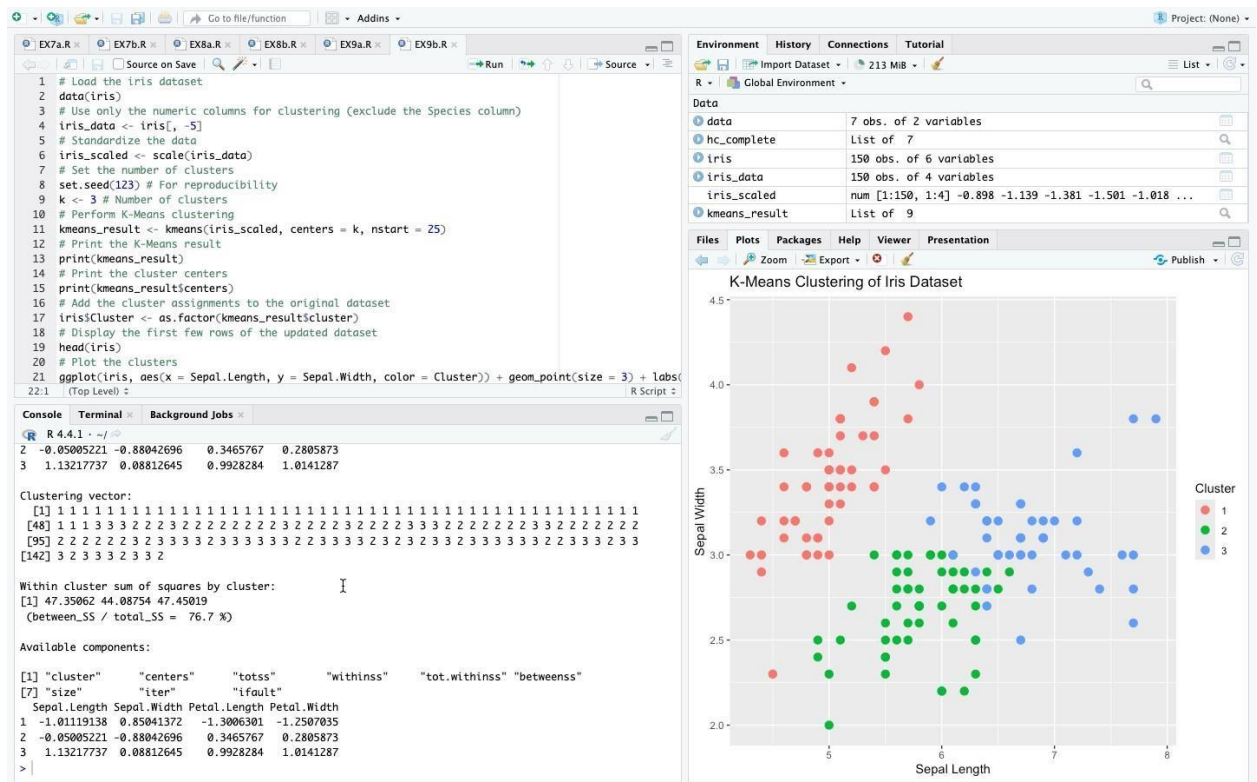 Go to file/function
Addins
Project: (None)
EX7a.R
EX7b.R
EX8a.R
EX8b.R
EX9a.R
EX9b.R
Source on Save
Run
Source
1 # Load the iris dataset
2 data(iris)
3 # Use only the numeric columns for clustering (exclude the Species column)
4 iris_data <- iris[, -5]
5 # Standardize the data
6 iris_scaled <- scale(iris_data)
7 # Set the number of clusters
8 set.seed(123) # For reproducibility
9 k <- 3 # Number of clusters
10 # Perform K-Means clustering
11 kmeans_result <- kmeans(iris_scaled, centers = k, nstart = 25)
12 # Print the K-Means result
13 print(kmeans_result)
14 # Print the cluster centers
15 print(kmeans_result$centers)
16 # Add the cluster assignments to the original dataset
17 iris$Cluster <- as.factor(kmeans_result$cluster)
18 # Display the first few rows of the updated dataset
19 head(iris)
20 # Plot the clusters
21 ggplot(iris, aes(x = Sepal.Length, y = Sepal.Width, color = Cluster)) + geom_point(size = 3) + labs(
22:1 (Top Level) R Script
Console Terminal Background Jobs
R 4.4.1 · ~/
2 -0.05005221 -0.88042696 0.3465767 0.2805873
3 1.13217737 0.08812645 0.9928284 1.0141287
Clustering vector:
[1] 1 1 1 1 1 1 1 1 1 1 1 1 1 1 1 1 1 1 1 1 1 1 1 1 1 1 1 1 1 1 1 1 1 1 1 1 1 1 1 1 1 1 1 1 1 1 1
[48] 1 1 1 3 3 3 2 2 2 3 2 2 2 2 2 2 2 2 3 2 2 2 2 3 2 2 2 2 3 3 3 2 2 2 2 2 2 2 3 3 2 2 2 2 2 2 2
[95] 2 2 2 2 2 2 3 2 3 3 3 3 2 3 3 3 3 3 3 2 2 3 3 3 3 2 3 2 3 2 3 3 2 3 3 3 3 3 3 2 2 3 3 3 2 3 3
[142] 3 2 3 3 3 2 3 3 2
Within cluster sum of squares by cluster:
[1] 47.35062 44.08754 47.45019
(between_SS / total_SS = 76.7 %)
Available components:
[1] "cluster" "centers" "totss" "withinss" "tot.withinss" "betweenss"
[7] "size" "iter" "ifault"
Sepal.Length Sepal.Width Petal.Length Petal.Width
1 -1.01119138 0.85041372 -1.3006301 -1.2507035
2 -0.05005221 -0.88042696 0.3465767 0.2805873
3 1.13217737 0.08812645 0.9928284 1.0141287
>
Environment History Connections Tutorial
Import Dataset 213 MiB List
R Global Environment
Data
data 7 obs. of 2 variables
hc_complete List of 7
iris 150 obs. of 6 variables
iris_data 150 obs. of 4 variables
iris_scaled num [1:150, 1:4] -0.898 -1.139 -1.381 -1.501 -1.018 ...
kmeans_result List of 9
Files Plots Packages Help Viewer Presentation
Zoom Export Publish
K-Means Clustering of Iris Dataset
4.5
4.0
3.5
3.0
2.5
2.0
Sepal Width
5 6 7 8
Sepal Length
Cluster
1
2
3